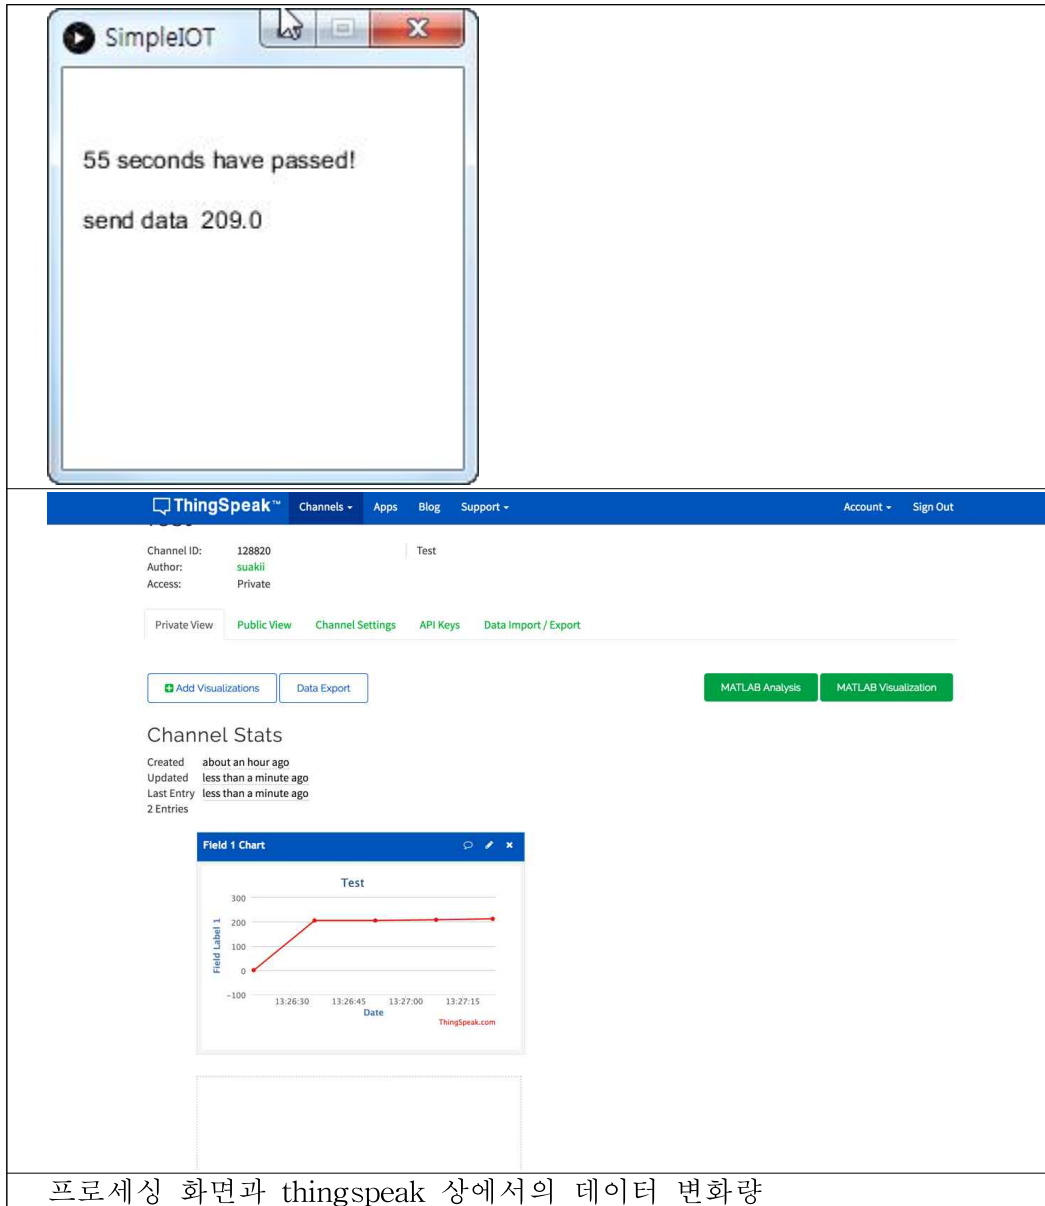 SimpleIOT
55 seconds have passed!
send data 209.0
ThingSpeak™ Channels Apps Blog Support Account Sign Out
Channel ID: 128820 Test
Author: suakii
Access: Private
Private View Public View Channel Settings API Keys Data Import / Export
Add Visualizations Data Export MATLAB Analysis MATLAB Visualization
Channel Stats
Created about an hour ago
Updated less than a minute ago
Last Entry less than a minute ago
2 Entries
Field 1 Chart
Test
300
200
100
0
-100
Field Label 1
13:26:30 13:26:45 13:27:00 13:27:15
Date
ThingSpeak.com
프로세싱 화면과 thingspeak 상에서의 데이터 변화량